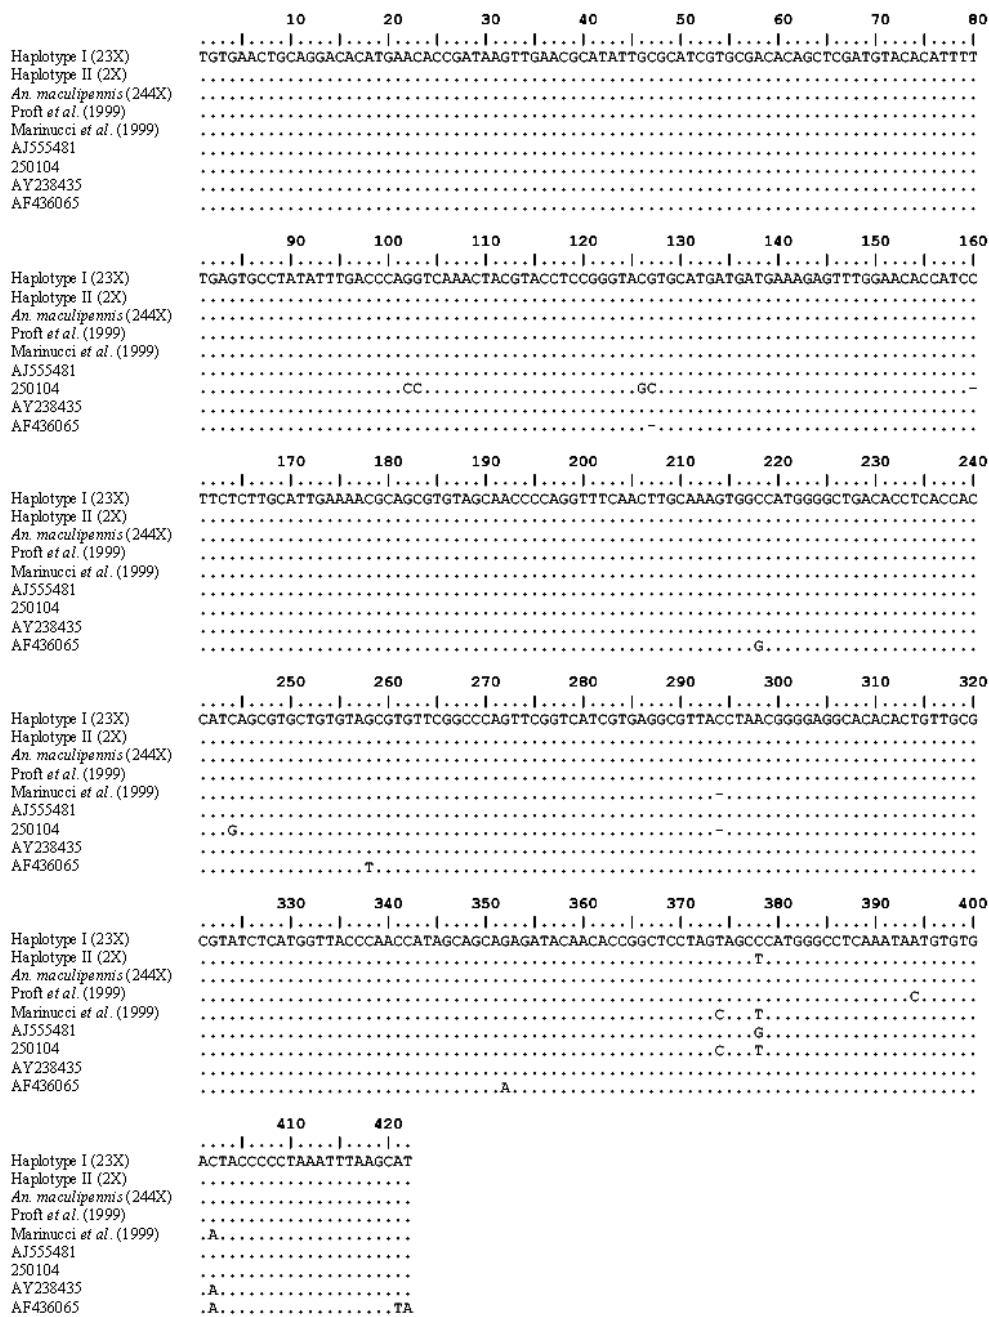 10 20 30 40 50 60 70 80
....|....|....|....|....|....|....|....|....|....|....|....|....|....|....|....|
Haplotype I (23X) TGTGAACTGCAGGACACATGAACACCGATAAGTTGAACGCATATTGCGCATCGTGCGACACAGCTCGATGTACACATTTT
Haplotype II (2X) ................................................................................
An. maculipennis (244X) ................................................................................
Proft et al. (1999) ................................................................................
Marinucci et al. (1999) ................................................................................
AJ555481 ................................................................................
250104 ................................................................................
AY238435 ................................................................................
AF436065 ................................................................................
90 100 110 120 130 140 150 160
....|....|....|....|....|....|....|....|....|....|....|....|....|....|....|....|
Haplotype I (23X) TGAGTGCCTATATTTGACCCAGGTCAAACTACGTACCTCCGGGTACGTGCATGATGATGAAAGAGTTTGGAACACCATCC
Haplotype II (2X) ................................................................................
An. maculipennis (244X) ................................................................................
Proft et al. (1999) ................................................................................
Marinucci et al. (1999) ................................................................................
AJ555481 ................................................................................
250104 .....................CC......................GC................................-
AY238435 ................................................................................
AF436065 ..............................................-.................................
170 180 190 200 210 220 230 240
....|....|....|....|....|....|....|....|....|....|....|....|....|....|....|....|
Haplotype I (23X) TTCTCTTGCATTGAAAACGCAGCGTGTAGCAACCCCAGGTTTCAACTTGCAAAGTGGCCATGGGGCTGACACCTCACCAC
Haplotype II (2X) ................................................................................
An. maculipennis (244X) ................................................................................
Proft et al. (1999) ................................................................................
Marinucci et al. (1999) ................................................................................
AJ555481 ................................................................................
250104 ................................................................................
AY238435 ................................................................................
AF436065 .........................................................G......................
250 260 270 280 290 300 310 320
....|....|....|....|....|....|....|....|....|....|....|....|....|....|....|....|
Haplotype I (23X) CATCAGCGTGCTGTGTAGCGTGTTCGGCCCAGTTCGGTCATCGTGAGGCGTTACCTAACGGGGAGGCACACACTGTTGCG
Haplotype II (2X) ................................................................................
An. maculipennis (244X) ................................................................................
Proft et al. (1999) ................................................................................
Marinucci et al. (1999) .....................................................-..........................
AJ555481 ................................................................................
250104 ...G.................................................-..........................
AY238435 ................................................................................
AF436065 .................T..............................................................
330 340 350 360 370 380 390 400
....|....|....|....|....|....|....|....|....|....|....|....|....|....|....|....|
Haplotype I (23X) CGTATCTCATGGTTACCCAACCATAGCAGCAGAGATACAACACCGGCTCCTAGTAGCCCATGGGCCTCAAATAATGTGTG
Haplotype II (2X) .........................................................T......................
An. maculipennis (244X) ................................................................................
Proft et al. (1999) .........................................................................C......
Marinucci et al. (1999) .....................................................C...T......................
AJ555481 .........................................................G......................
250104 .....................................................C...T......................
AY238435 ................................................................................
AF436065 ...............................A................................................
410 420
....|....|....|....|..
Haplotype I (23X) ACTACCCCCTAAATTTAAGCAT
Haplotype II (2X) ......................
An. maculipennis (244X) ......................
Proft et al. (1999) ......................
Marinucci et al. (1999) .A....................
AJ555481 ......................
250104 ......................
AY238435 .A....................
AF436065 .A..................TA